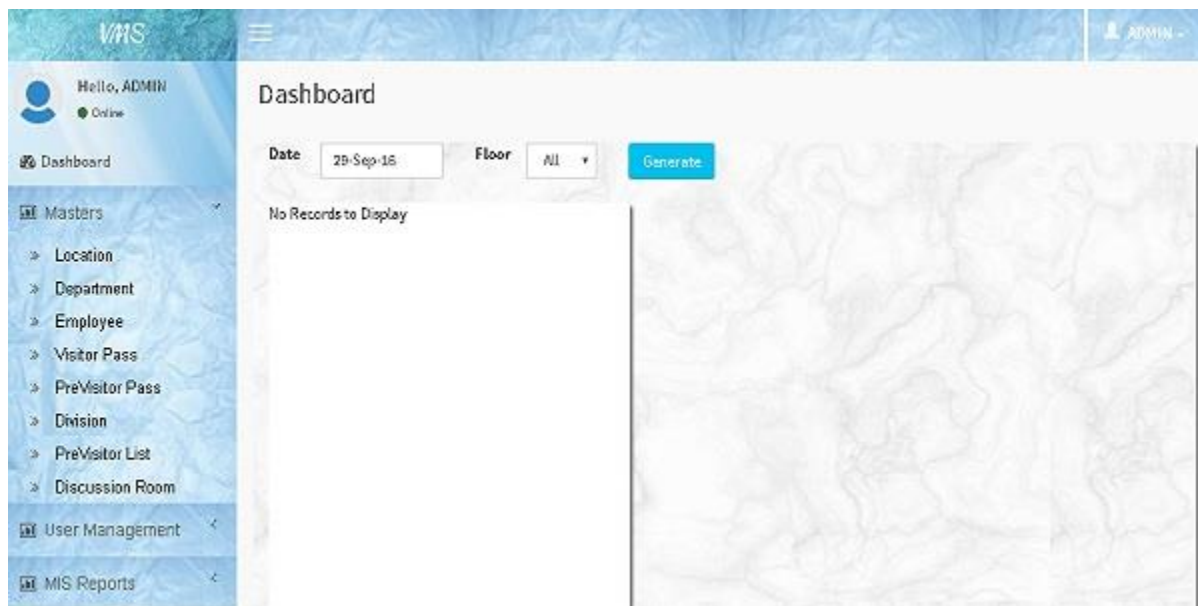 VMS
ADMIN
Hello, ADMIN
Online
Dashboard
Dashboard
Date 29-Sep-16 Floor All Generate
No Records to Display
Masters
Location
Department
Employee
Visitor Pass
PreVisitor Pass
Division
PreVisitor List
Discussion Room
User Management
MIS Reports